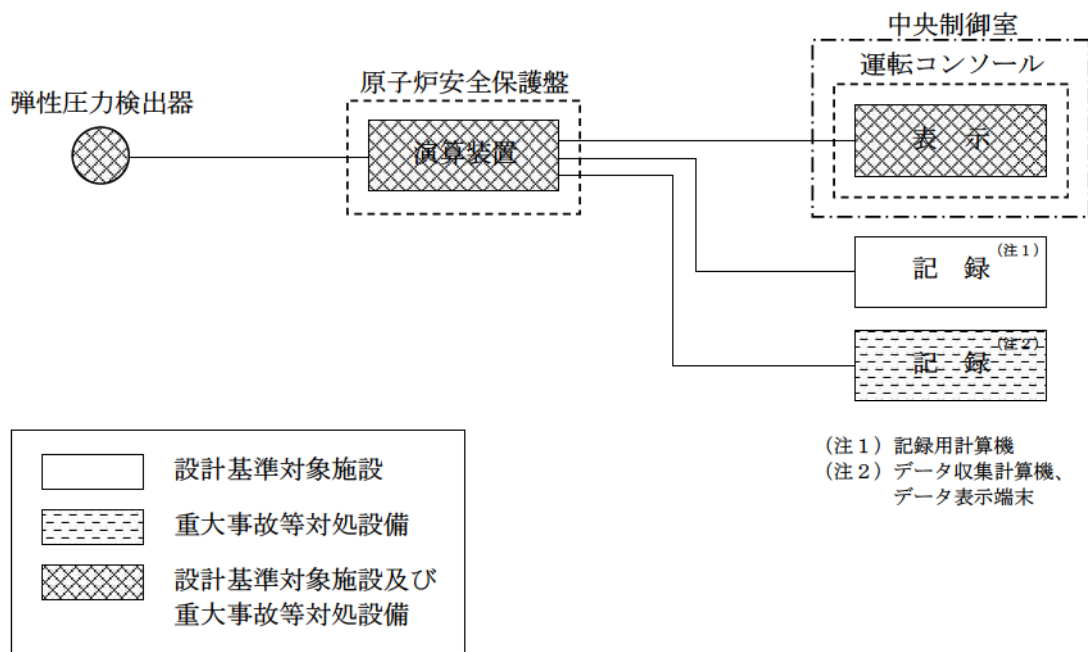 中央制御室
運転コンソール
原子炉安全保護盤
弾性圧力検出器
演算装置
表　示
記　録（注１）
記　録（注２）
（注１）記録用計算機
（注２）データ収集計算機、
データ表示端末
設計基準対象施設
重大事故等対処設備
設計基準対象施設及び
重大事故等対処設備